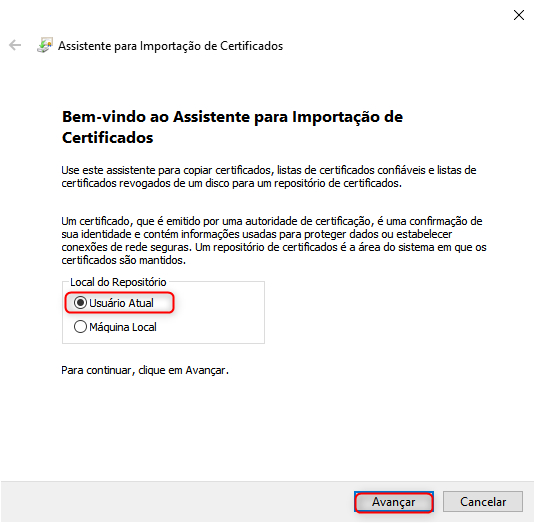 Assistente para Importação de Certificados
Bem-vindo ao Assistente para Importação de
Certificados
Use este assistente para copiar certificados, listas de certificados confiáveis e listas de
certificados revogados de um disco para um repositório de certificados.
Um certificado, que é emitido por uma autoridade de certificação, é uma confirmação de
sua identidade e contém informações usadas para proteger dados ou estabelecer
conexões de rede seguras. Um repositório de certificados é a área do sistema em que os
certificados são mantidos.
Local do Repositório
Usuário Atual
Máquina Local
Para continuar, clique em Avançar.
Avançar
Cancelar